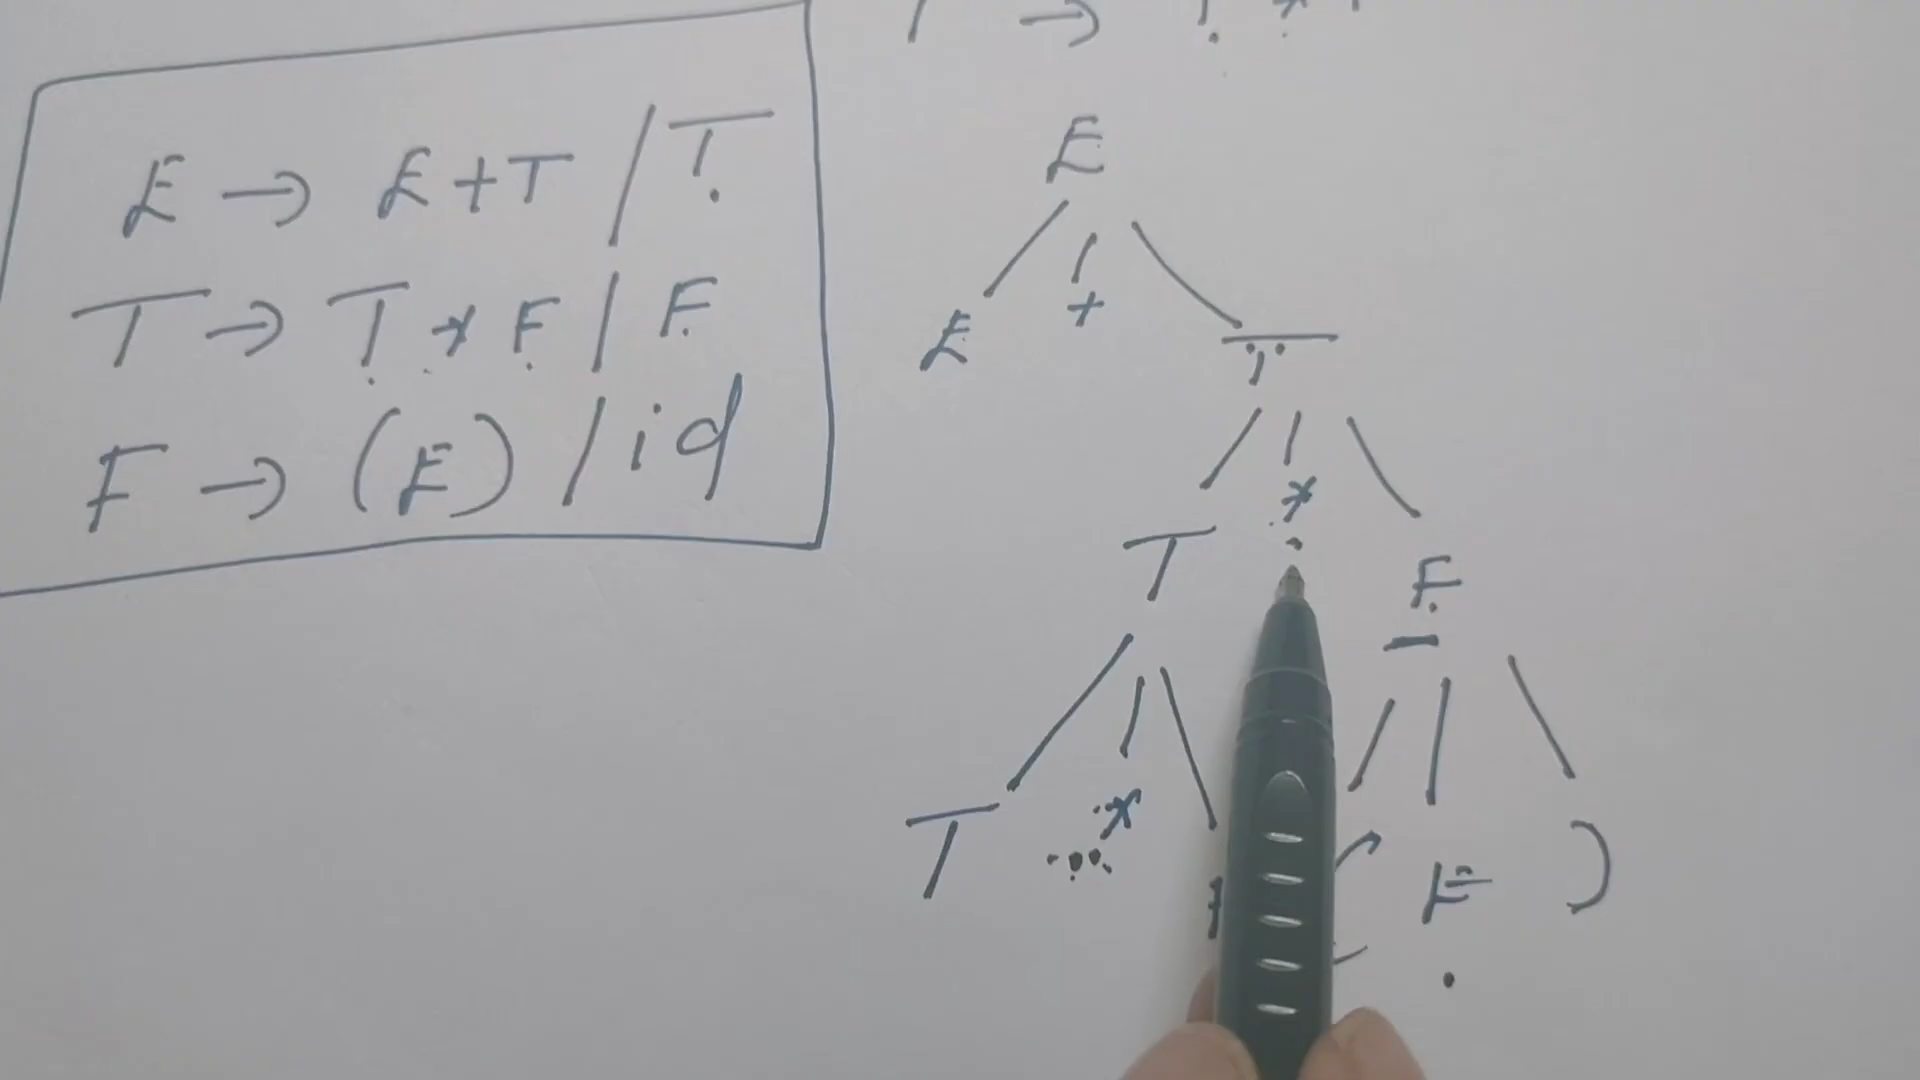 E → E + T / T
T → T * F / F
F → (E) / id
E
E +
T
*
T F
T *
( E )